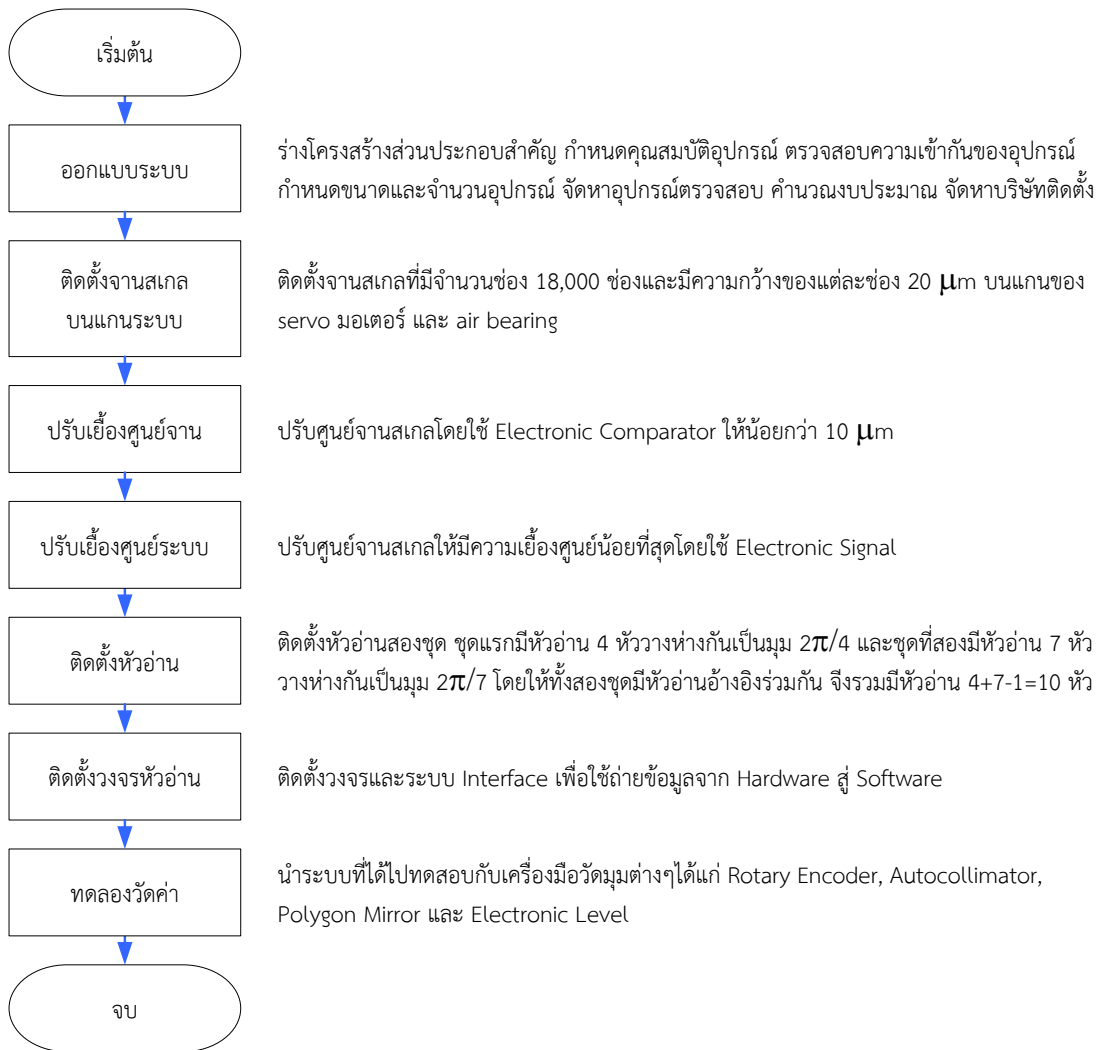 เริ่มต้น
ออกแบบระบบ
ร่างโครงสร้างส่วนประกอบสำคัญ กำหนดคุณสมบัติอุปกรณ์ ตรวจสอบความเข้ากันของอุปกรณ์
กำหนดขนาดและจำนวนอุปกรณ์ จัดหาอุปกรณ์ตรวจสอบ คำนวณงบประมาณ จัดหาบริษัทติดตั้ง
ติดตั้งจานสเกล
บนแกนระบบ
ติดตั้งจานสเกลที่มีจำนวนช่อง 18,000 ช่องและมีความกว้างของแต่ละช่อง 20 μm บนแกนของ
servo มอเตอร์ และ air bearing
ปรับเยื้องศูนย์จาน
ปรับศูนย์จานสเกลโดยใช้ Electronic Comparator ให้น้อยกว่า 10 μm
ปรับเยื้องศูนย์ระบบ
ปรับศูนย์จานสเกลให้มีความเยื้องศูนย์น้อยที่สุดโดยใช้ Electronic Signal
ติดตั้งหัวอ่าน
ติดตั้งหัวอ่านสองชุด ชุดแรกมีหัวอ่าน 4 หัววางห่างกันเป็นมุม 2π/4 และชุดที่สองมีหัวอ่าน 7 หัว
วางห่างกันเป็นมุม 2π/7 โดยให้ทั้งสองชุดมีหัวอ่านอ้างอิงร่วมกัน จึงรวมมีหัวอ่าน 4+7-1=10 หัว
ติดตั้งวงจรหัวอ่าน
ติดตั้งวงจรและระบบ Interface เพื่อใช้ถ่ายข้อมูลจาก Hardware สู่ Software
ทดลองวัดค่า
นำระบบที่ได้ไปทดสอบกับเครื่องมือวัดมุมต่างๆได้แก่ Rotary Encoder, Autocollimator,
Polygon Mirror และ Electronic Level
จบ